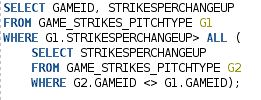 SELECT GAMEID, STRIKESPERCHANGEUP
FROM GAME_STRIKES_PITCHTYPE G1
WHERE G1.STRIKESPERCHANGEUP> ALL (
SELECT STRIKESPERCHANGEUP
FROM GAME_STRIKES_PITCHTYPE G2
WHERE G2.GAMEID <> G1.GAMEID);